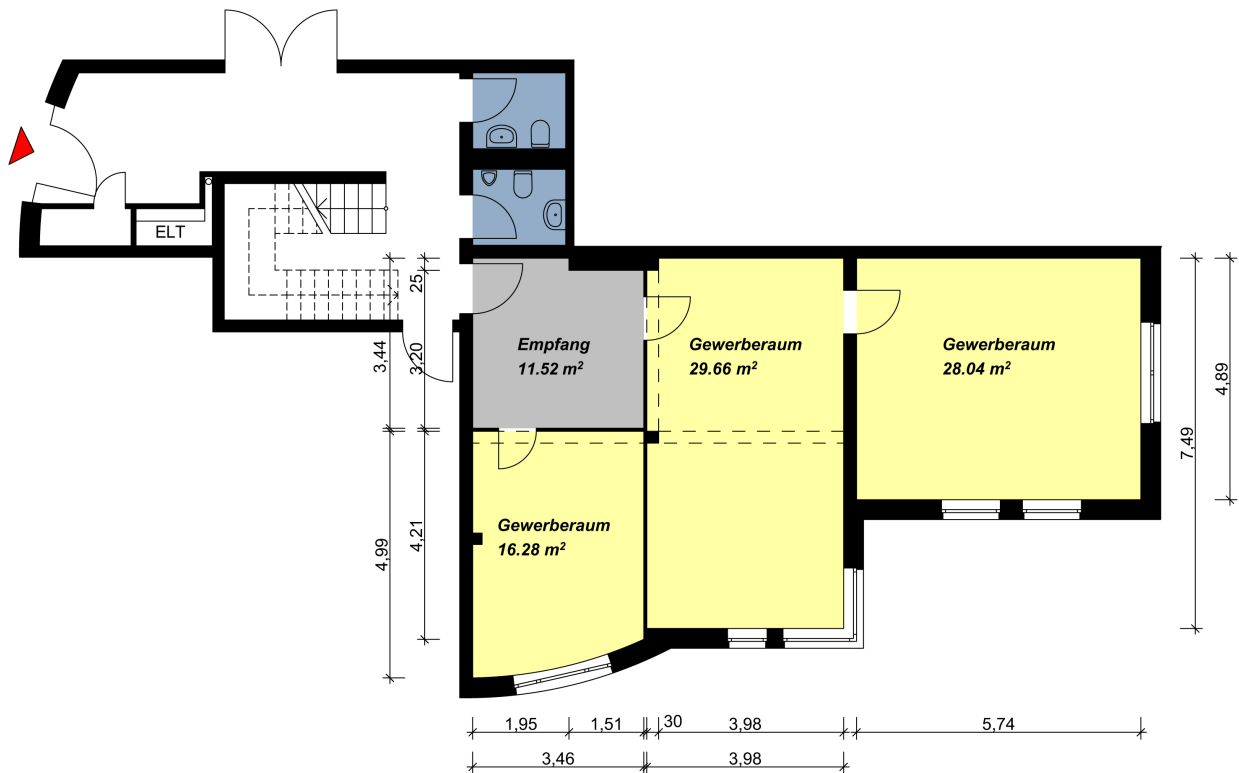 ELT
25
3,44
3,20
Empfang
11.52 m²
Gewerberaum
29.66 m²
Gewerberaum
28.04 m²
4,89
7,49
4,99
4,21
Gewerberaum
16.28 m²
1,95
1,51
30
3,98
5,74
3,46
3,98